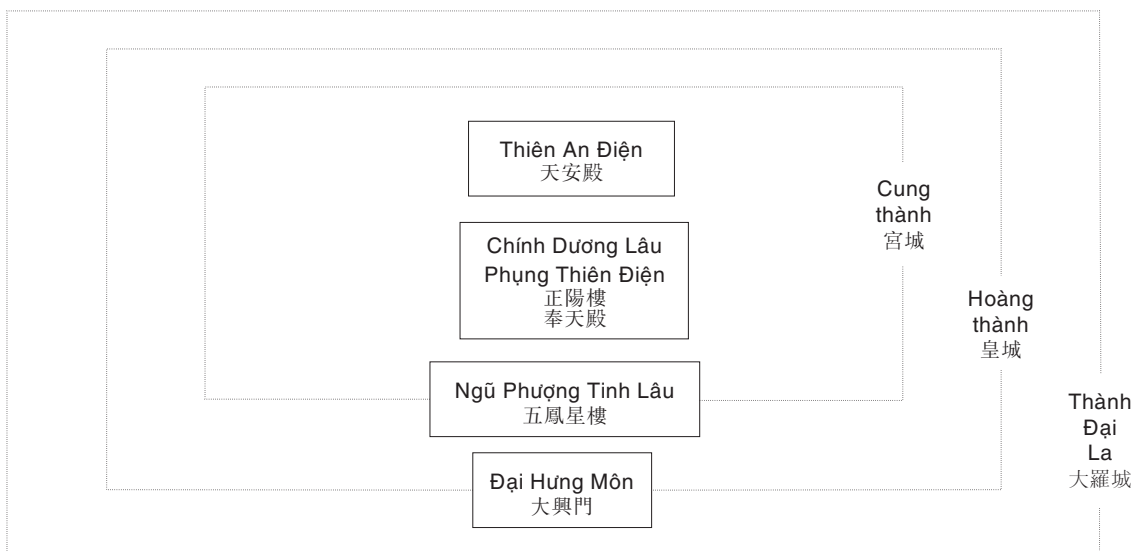 Thiên An Điện
天安殿
Cung
thành
宮城
Chính Dương Lâu
Phụng Thiên Điện
正陽樓
奉天殿
Hoàng
thành
皇城
Ngũ Phượng Tinh Lâu
五鳳星樓
Thành
Đại
La
大羅城
Đại Hưng Môn
大興門